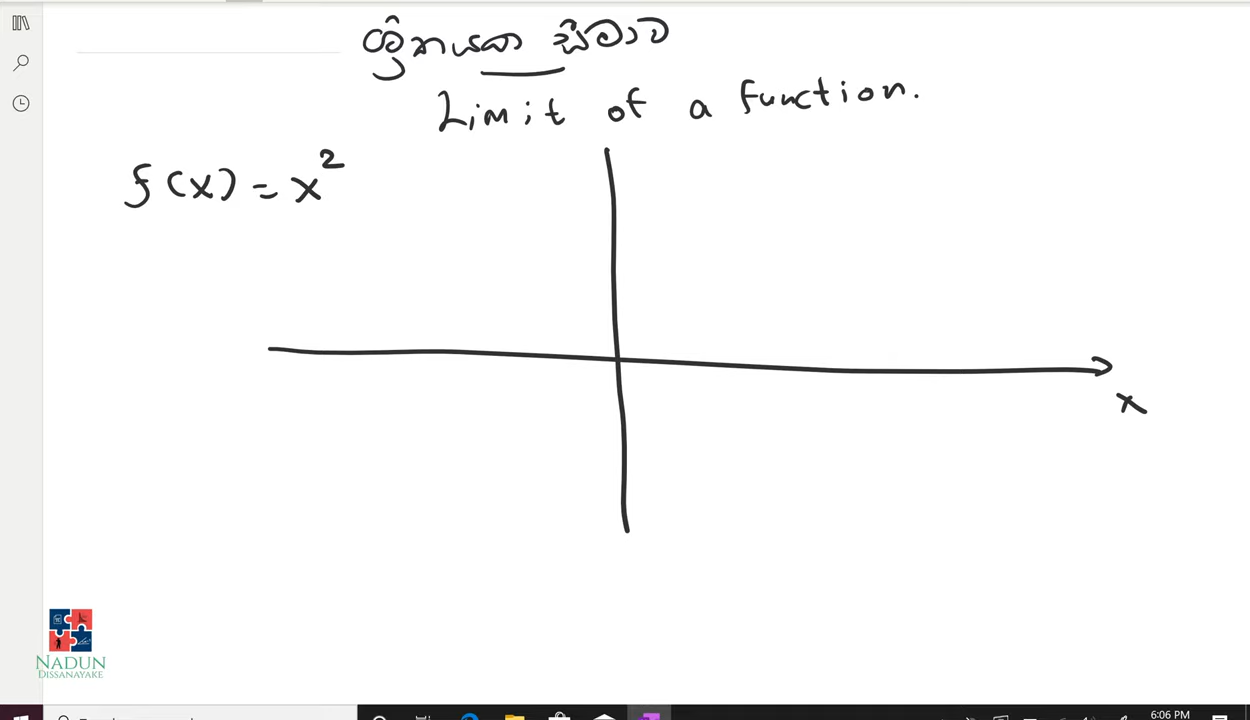 ශ්‍රිතයක සීමාව
Limit of a function.
f(x) = x²
x
NADUN
DISSANAYAKE
6:06 PM